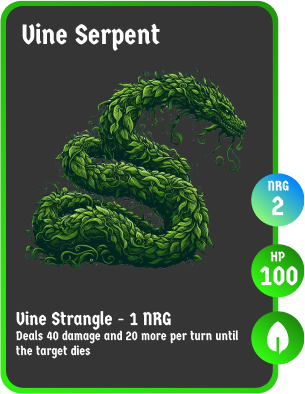 Vine Serpent
NRG
2
HP
100
Vine Strangle - 1 NRG
Deals 40 damage and 20 more per turn until
the target dies